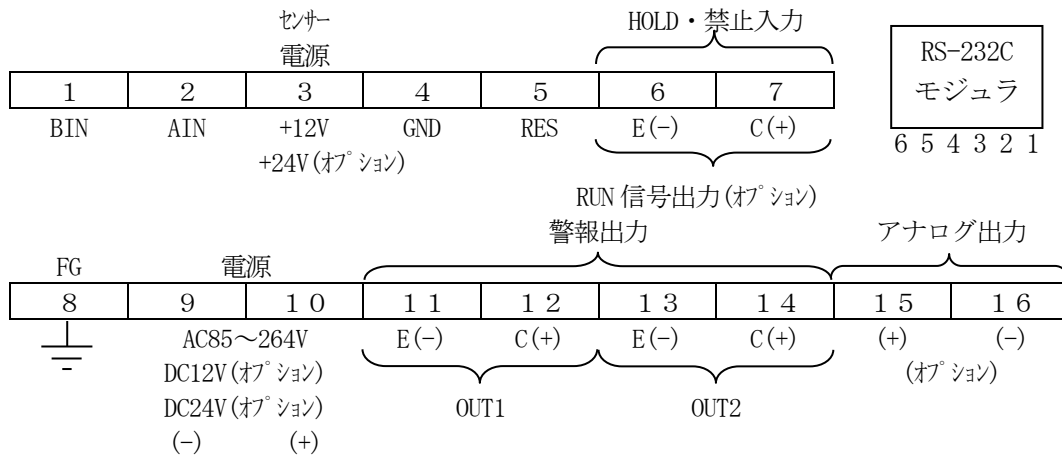 センサー HOLD・禁止入力
電源 RS-232C
1 2 3 4 5 6 7 モジュラ
BIN AIN +12V GND RES E(-) C(+)
+24V(オプション) 6 5 4 3 2 1
RUN 信号出力(オプション)
警報出力 アナログ出力
FG 電源
8 9 10 11 12 13 14 15 16
AC85～264V E(-) C(+) E(-) C(+) (+) (-)
DC12V(オプション) (オプション)
DC24V(オプション) OUT1 OUT2
(-) (+)